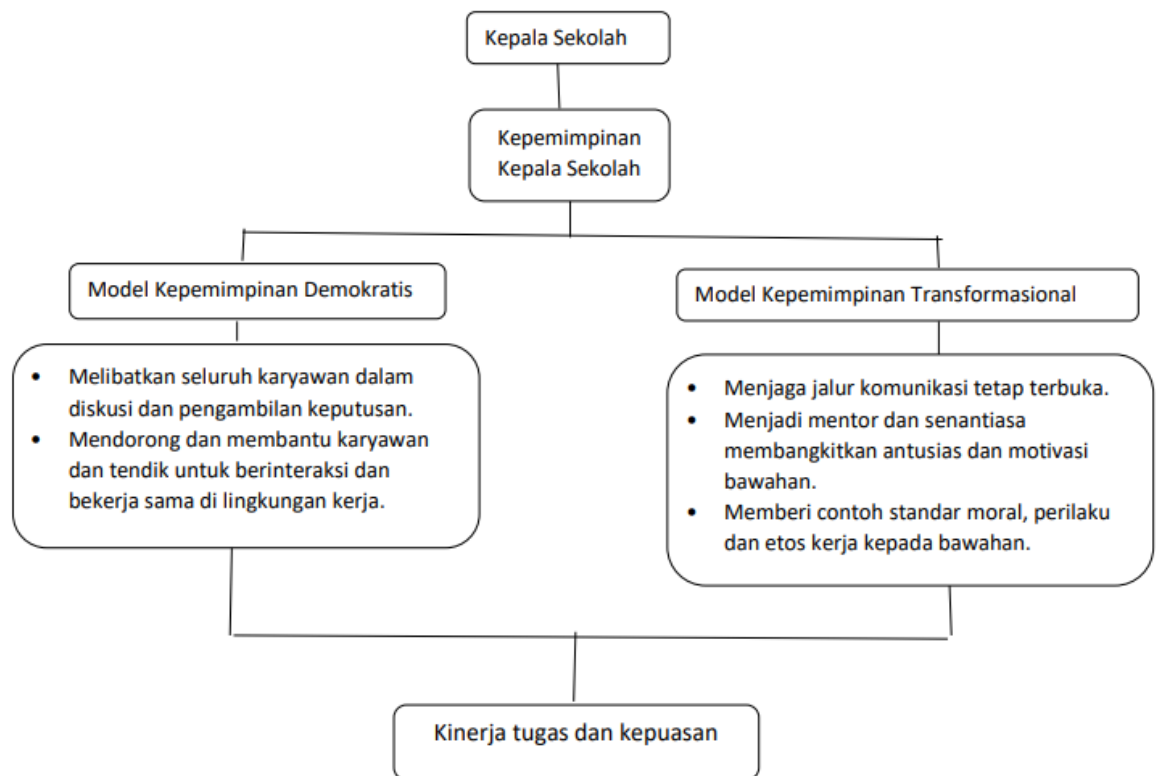 Kepala Sekolah
Kepemimpinan
Kepala Sekolah
Model Kepemimpinan Demokratis
• Melibatkan seluruh karyawan dalam
diskusi dan pengambilan keputusan.
• Mendorong dan membantu karyawan
dan tendik untuk berinteraksi dan
bekerja sama di lingkungan kerja.
Model Kepemimpinan Transformasional
• Menjaga jalur komunikasi tetap terbuka.
• Menjadi mentor dan senantiasa
membangkitkan antusias dan motivasi
bawahan.
• Memberi contoh standar moral, perilaku
dan etos kerja kepada bawahan.
Kinerja tugas dan kepuasan